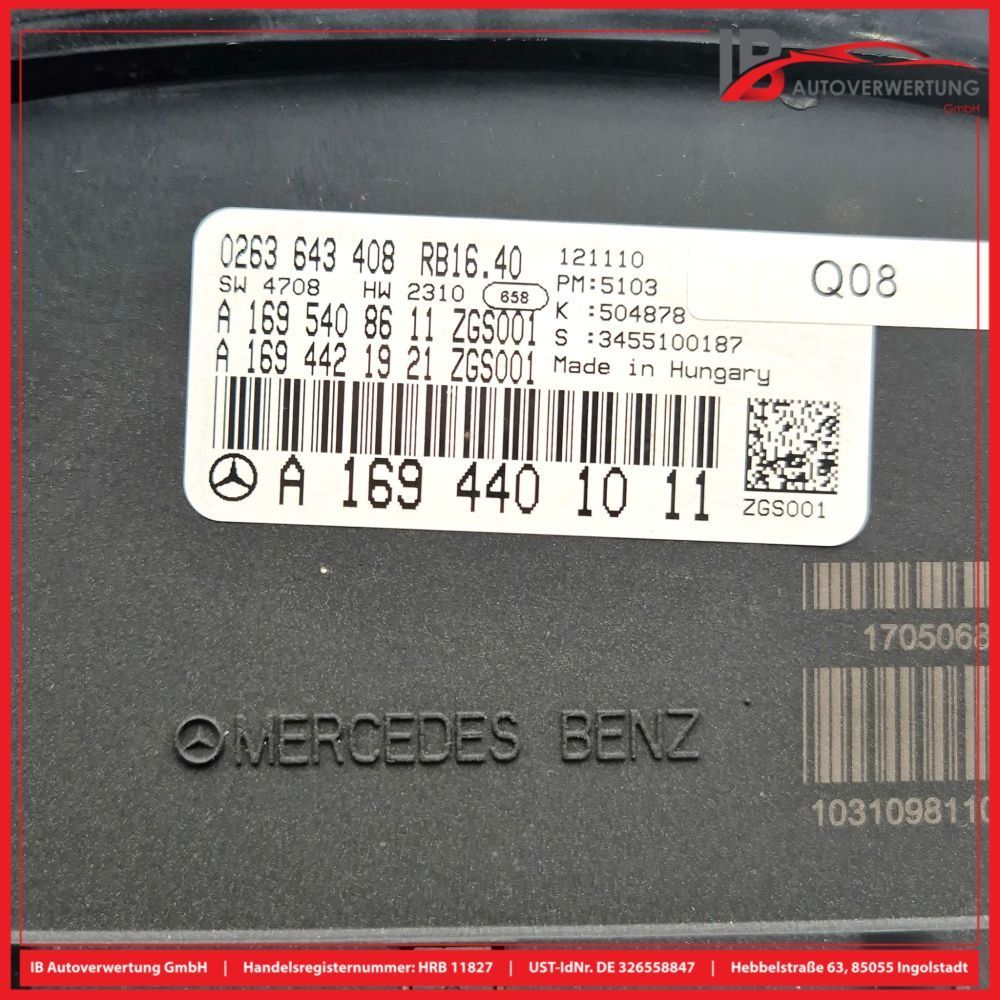 IB AUTOVERWERTUNG
GmbH
0263 643 408 RB16.40
121110
SW 4708 HW 2310 658
PM:5103
Q08
A 169 540 86 11 ZGS001
K :504878
A 169 442 19 21 ZGS001
S :3455100187
Made in Hungary
A 169 440 10 11
ZGS001
1705068
MERCEDES BENZ
1031098110
IB Autoverwertung GmbH | Handelsregisternummer: HRB 11827 | UST-IdNr. DE 326558847 | Hebbelstraße 63, 85055 Ingolstadt